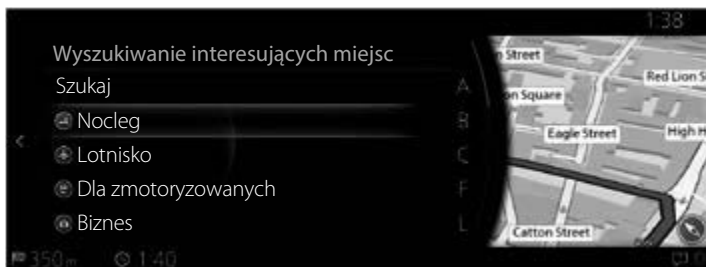 1:38
Wyszukiwanie interesujących miejsc
Szukaj
A
Nocleg
B
Lotnisko
C
Dla zmotoryzowanych
F
Biznes
L
350 m
1:40
Street
Red Lion S
on Square
Eagle Street
High H
Catton Street